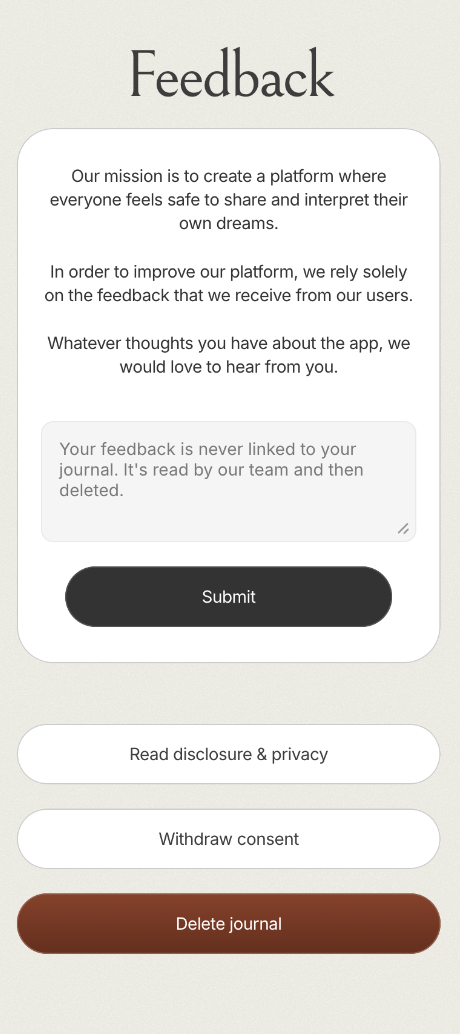 Feedback
Our mission is to create a platform where
everyone feels safe to share and interpret their
own dreams.
In order to improve our platform, we rely solely
on the feedback that we receive from our users.
Whatever thoughts you have about the app, we
would love to hear from you.
Your feedback is never linked to your
journal. It's read by our team and then
deleted.
Submit
Read disclosure & privacy
Withdraw consent
Delete journal